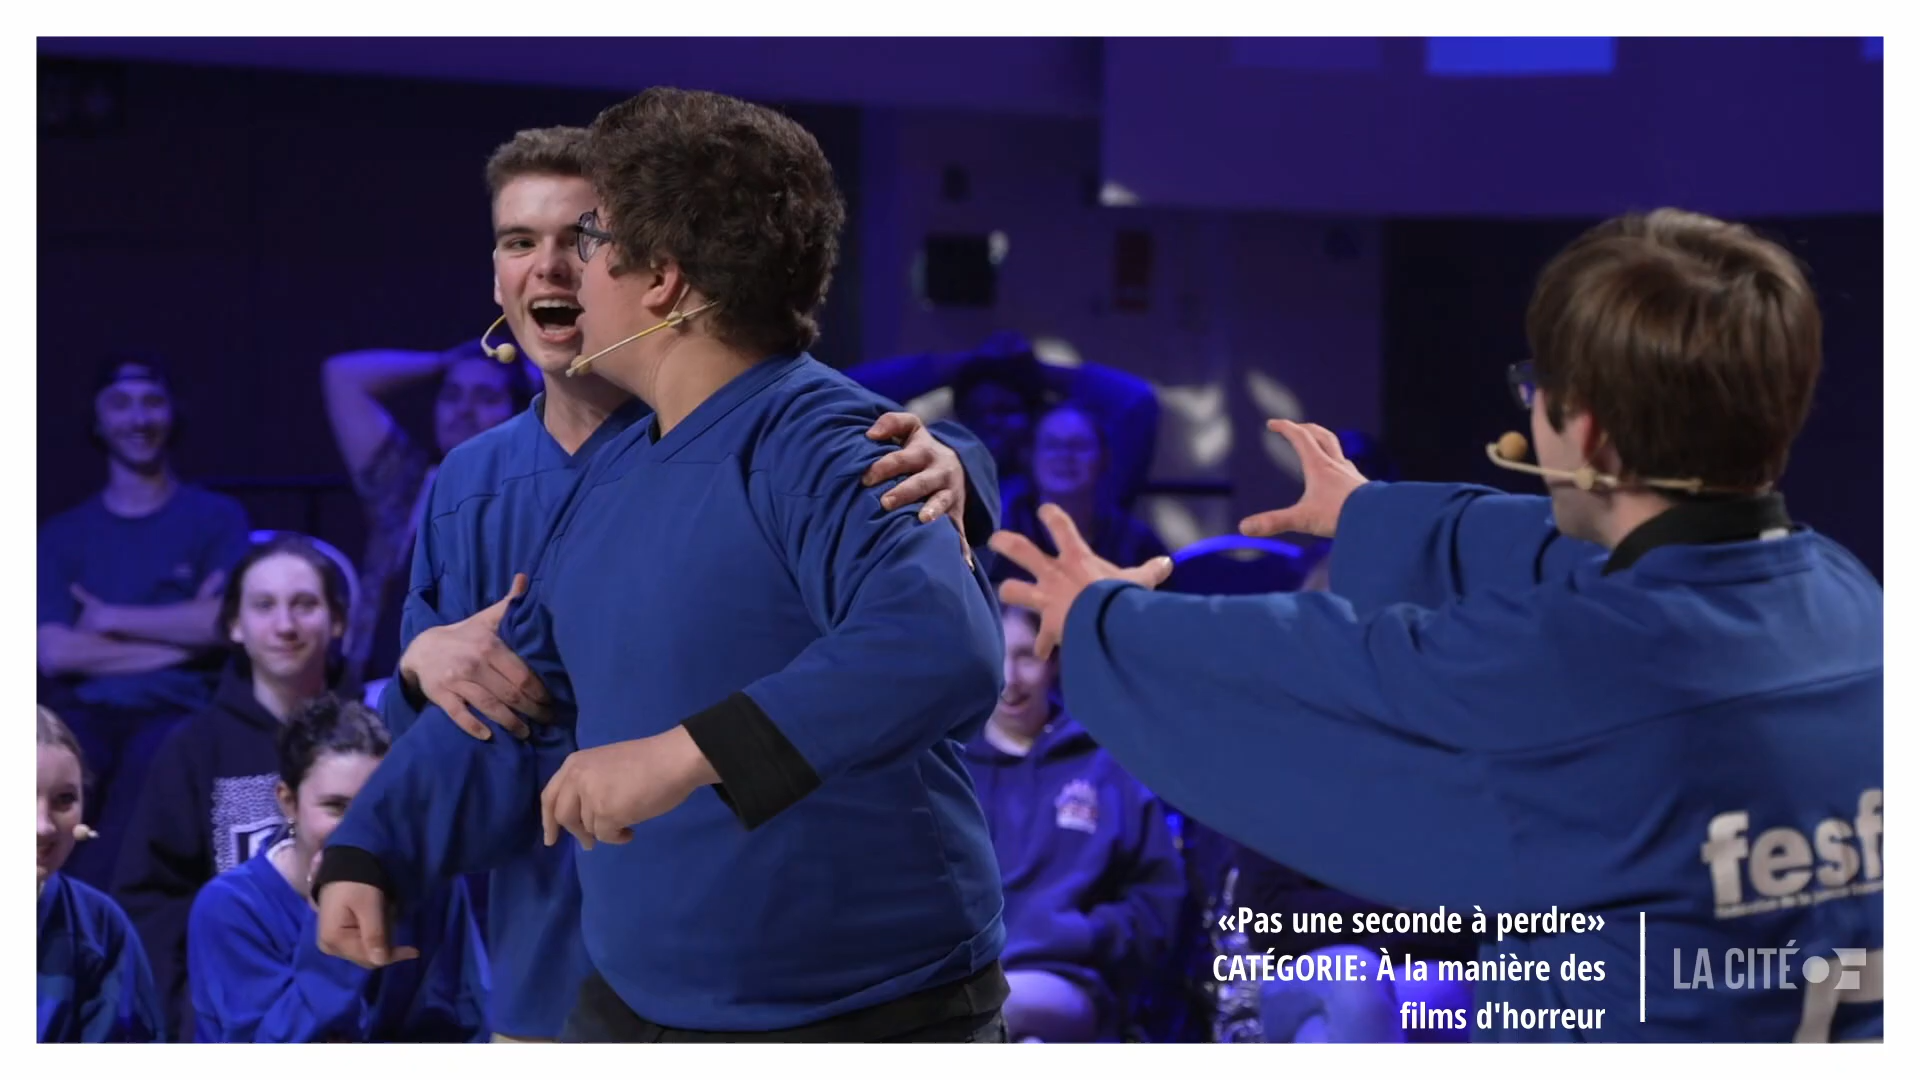 fesf
«Pas une seconde à perdre»
CATÉGORIE: À la manière des
films d'horreur
LA CITÉ